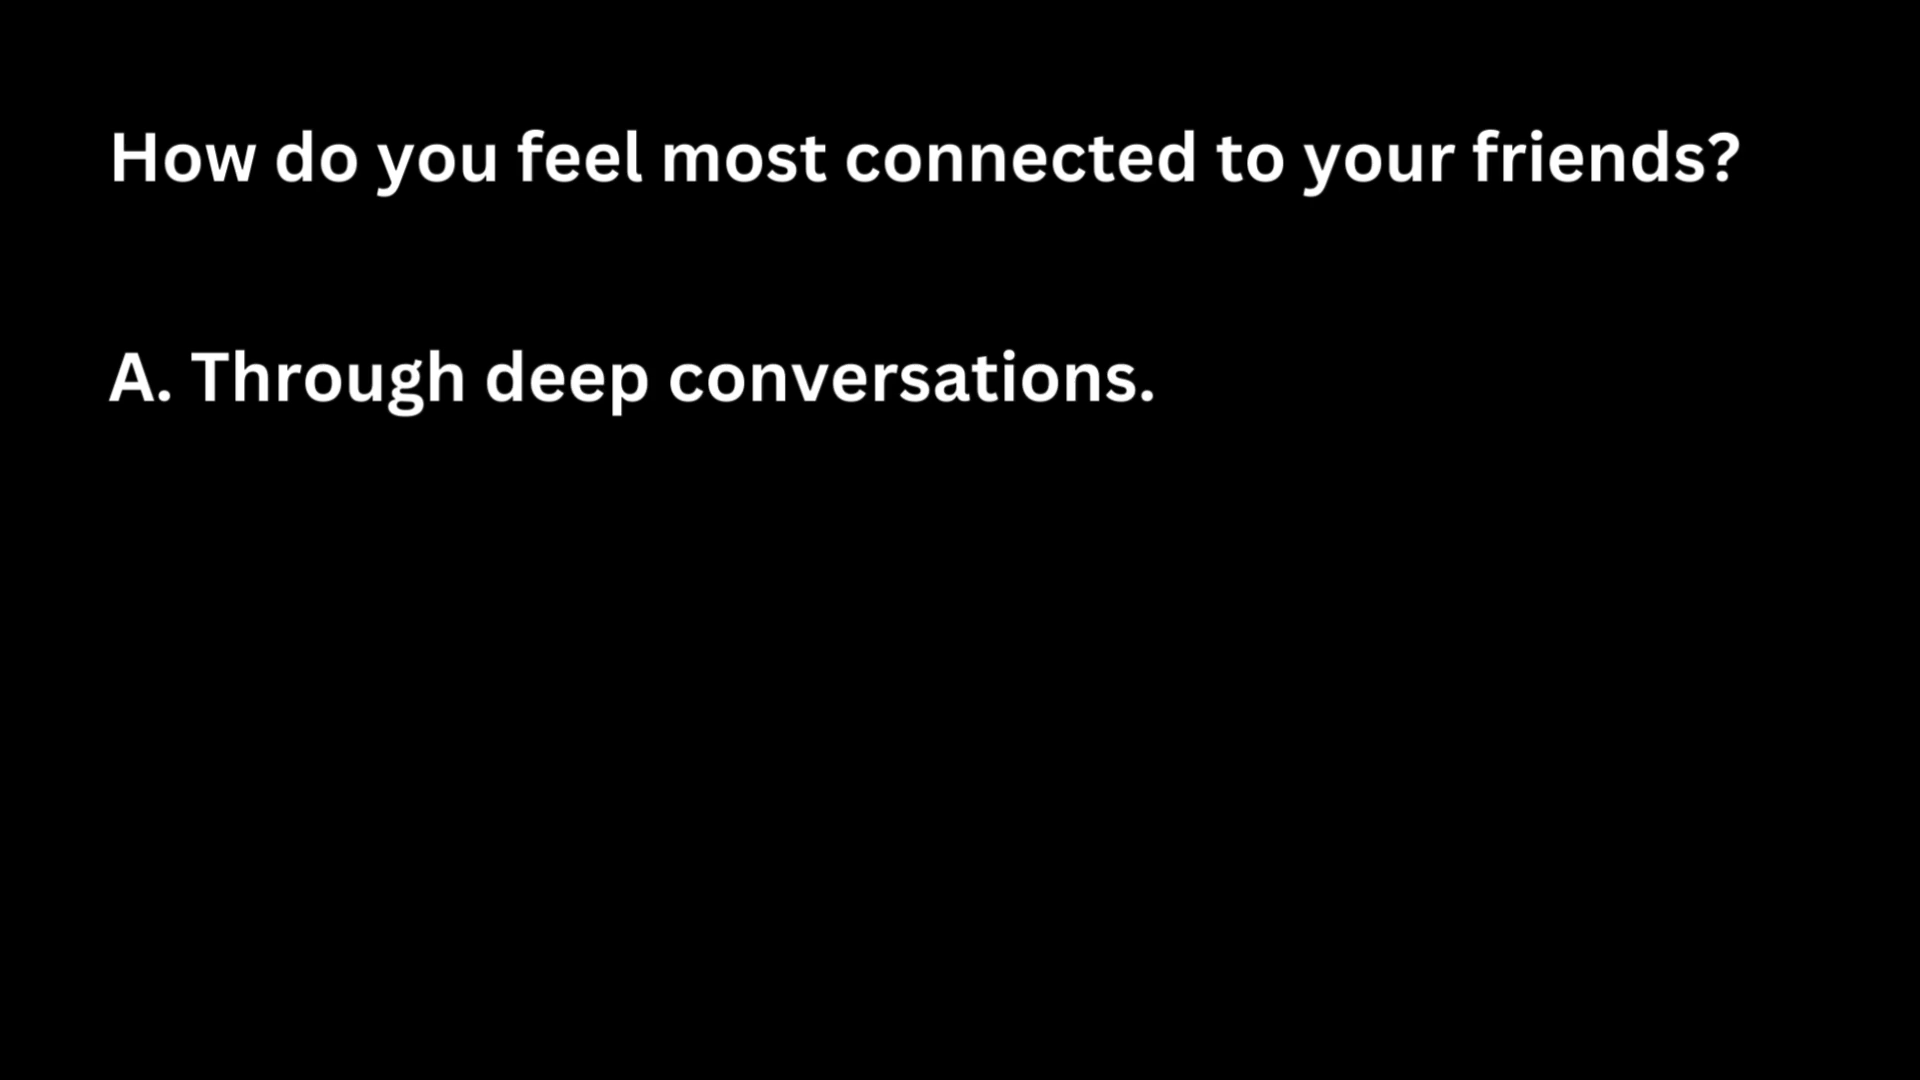 How do you feel most connected to your friends?
A. Through deep conversations.